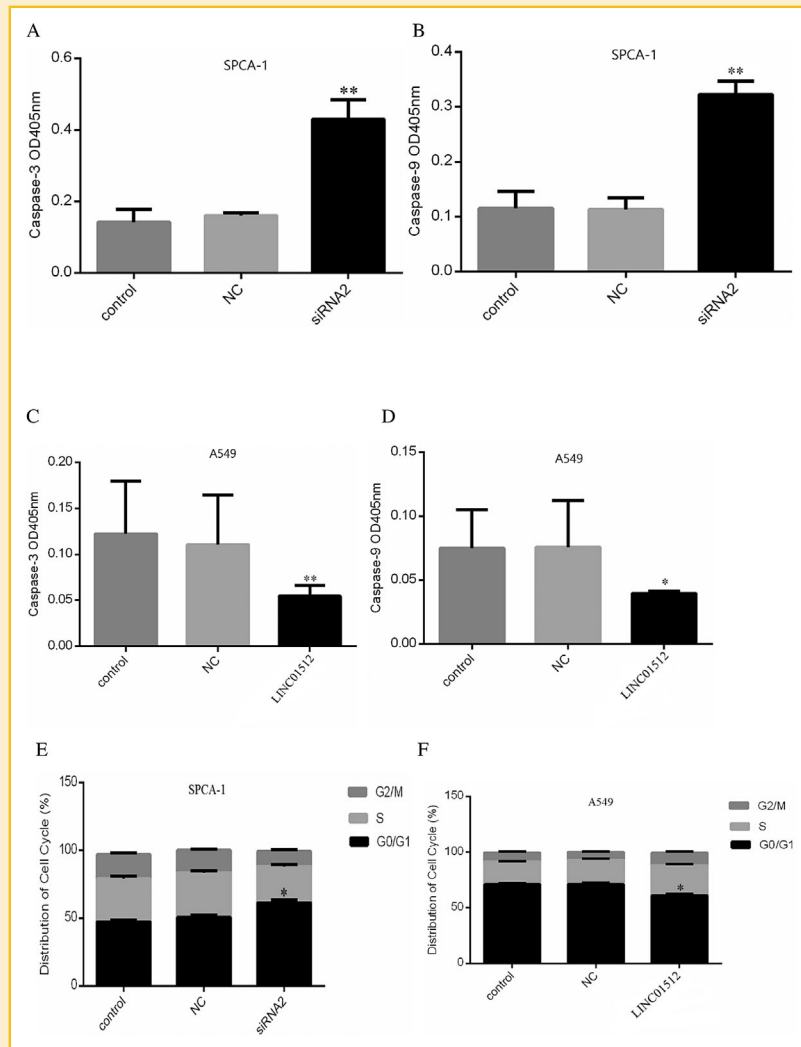 A
SPCA-1
**
Caspase-3 OD405nm
0.6
0.4
0.2
0.0
control
NC
siRNA2
B
SPCA-1
**
Caspase-9 OD405nm
0.4
0.3
0.2
0.1
0.0
control
NC
siRNA2
C
A549
**
Caspase-3 OD405nm
0.20
0.15
0.10
0.05
0.00
control
NC
LINC01512
D
A549
*
Caspase-9 OD405nm
0.15
0.10
0.05
0.00
control
NC
LINC01512
E
SPCA-1
*
Distribution of Cell Cycle (%)
150
100
50
0
control
NC
siRNA2
G2/M
S
G0/G1
F
A549
*
Distribution of Cell Cycle (%)
150
100
50
0
control
NC
LINC01512
G2/M
S
G0/G1